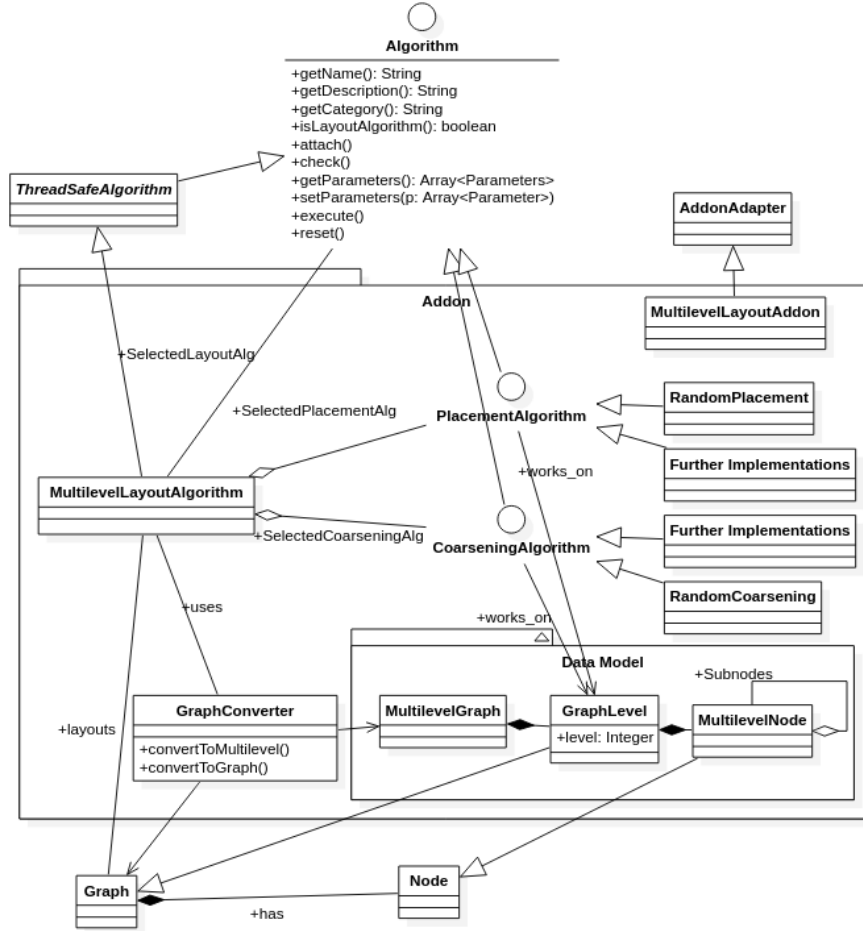 Algorithm
+getName(): String
+getDescription(): String
+getCategory(): String
+isLayoutAlgorithm(): boolean
+attach()
+check()
+getParameters(): Array<Parameters>
+setParameters(p: Array<Parameter>)
+execute()
+reset()
ThreadSafeAlgorithm
AddonAdapter
Addon
MultilevelLayoutAddon
+SelectedLayoutAlg
+SelectedPlacementAlg
PlacementAlgorithm
RandomPlacement
+works_on
Further Implementations
MultilevelLayoutAlgorithm
+SelectedCoarseningAlg
CoarseningAlgorithm
Further Implementations
RandomCoarsening
+uses
+works_on
Data Model
+Subnodes
GraphConverter
+convertToMultilevel()
+convertToGraph()
MultilevelGraph
GraphLevel
+level: Integer
MultilevelNode
+layouts
Graph
Node
+has